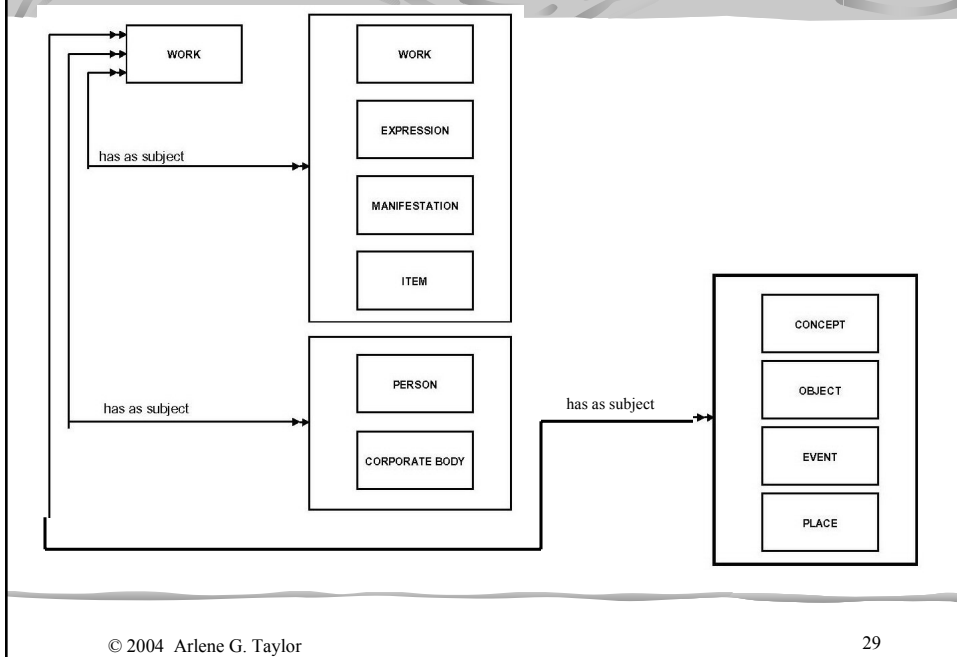 WORK
WORK
EXPRESSION
has as subject
MANIFESTATION
ITEM
CONCEPT
OBJECT
EVENT
PLACE
PERSON
has as subject
CORPORATE BODY
has as subject
© 2004 Arlene G. Taylor
29